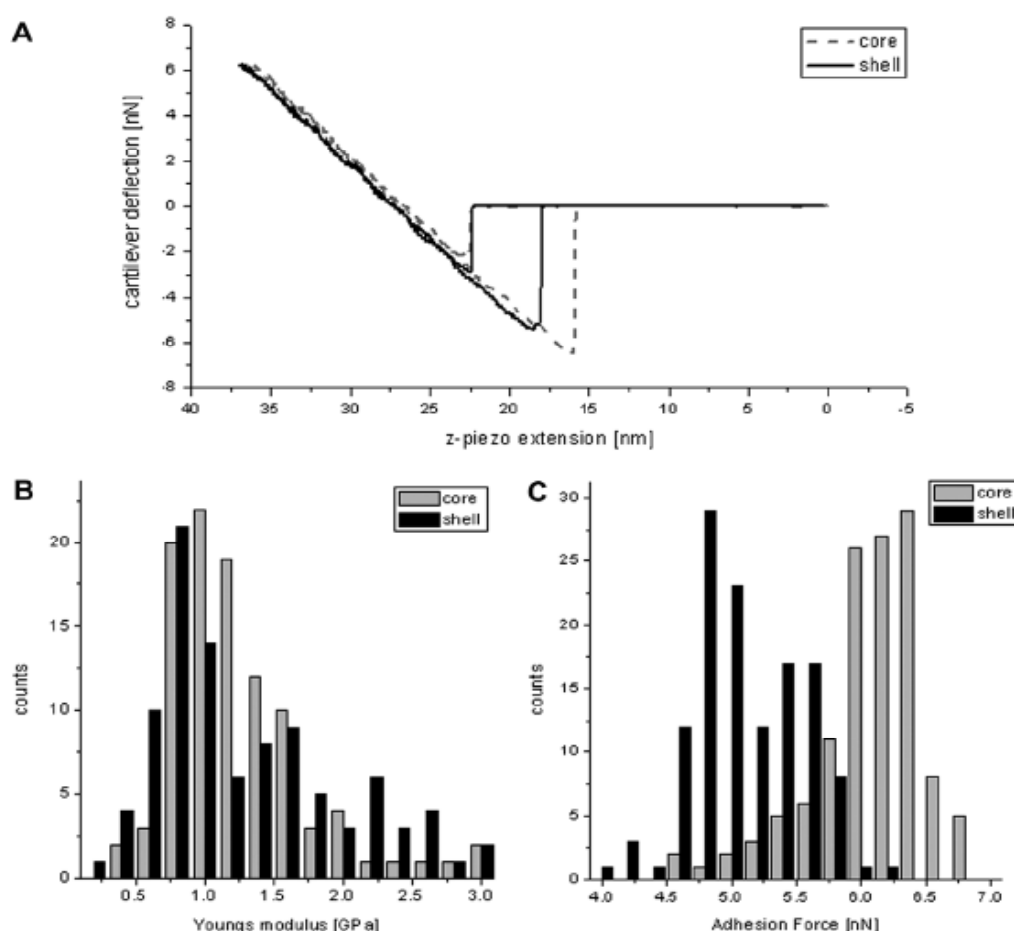 A
8
6
4
2
0
-2
-4
-6
-8
cantilever deflection [nN]
core
shell
40 35 30 25 20 15 10 5 0 -5
z-piezo extension [nm]
B
core
shell
20
15
10
5
0
counts
0.5 1.0 1.5 2.0 2.5 3.0
Youngs modulus [GPa]
C
core
shell
30
25
20
15
10
5
0
counts
4.0 4.5 5.0 5.5 6.0 6.5 7.0
Adhesion Force [nN]